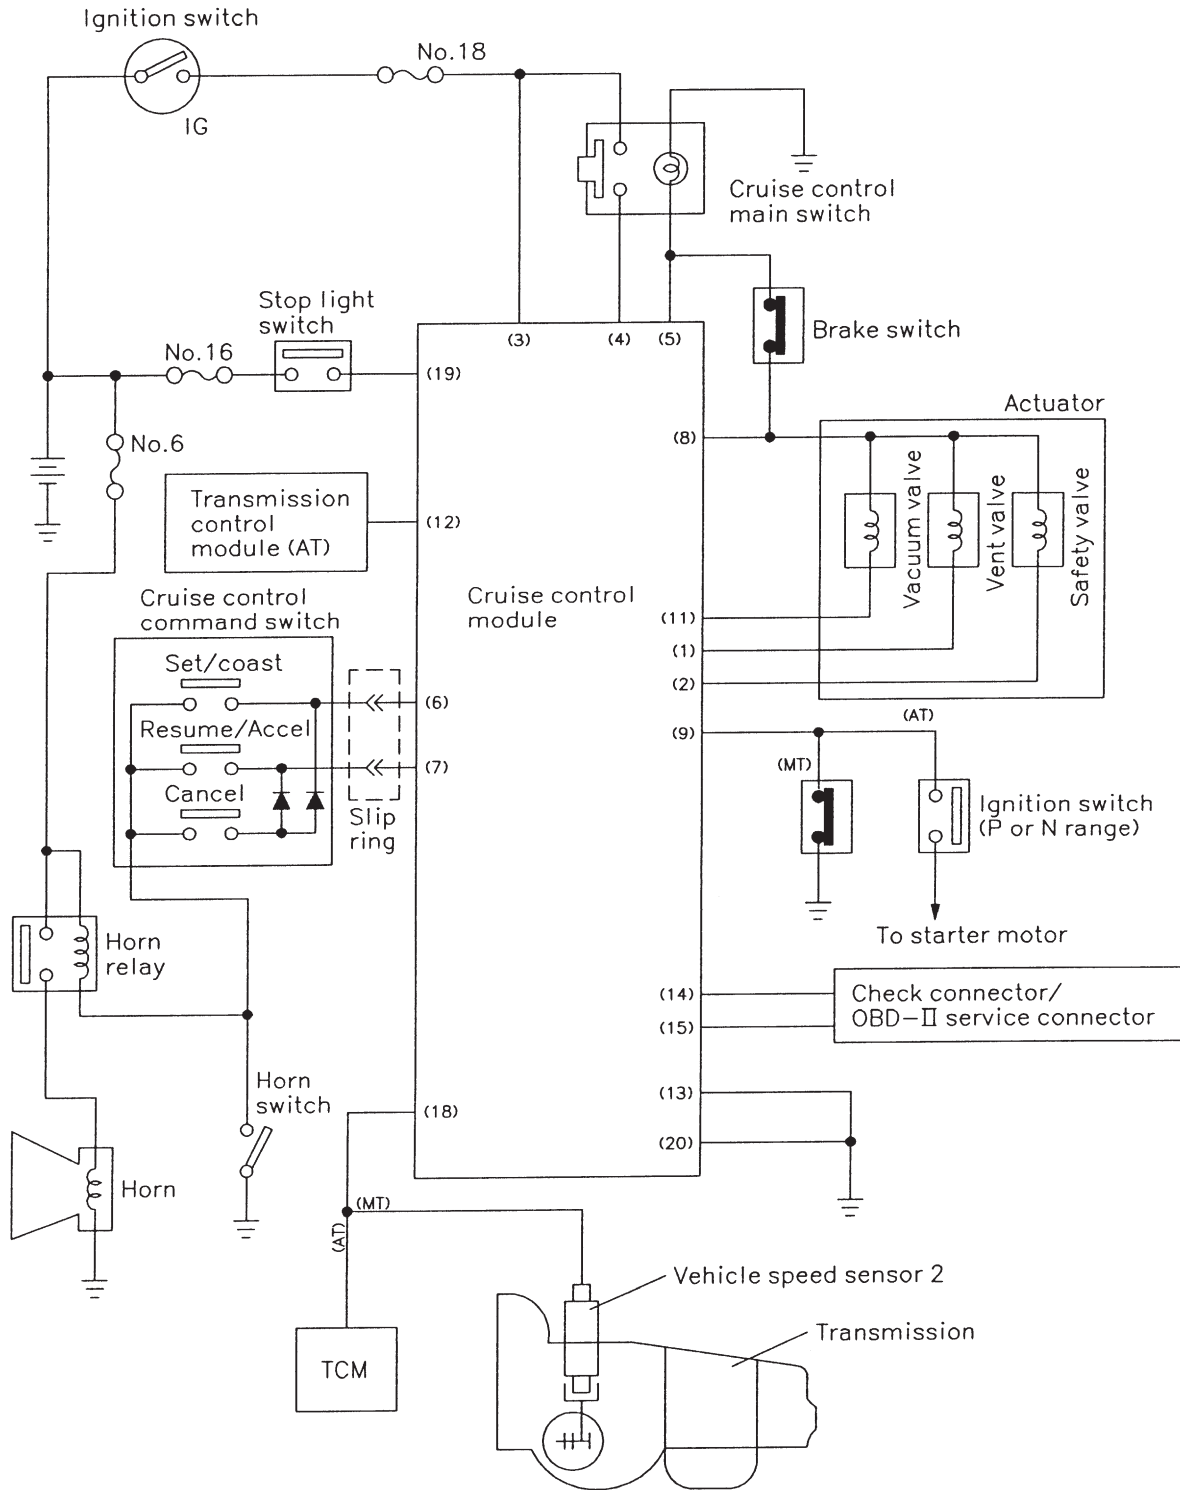 Ignition switch
No.18
IG
Cruise control
main switch
Stop light
switch
No.16
(3)
(4)
(5)
Brake switch
(19)
Actuator
No.6
(8)
Transmission
control
module (AT)
(12)
Vacuum valve
Vent valve
Safety valve
Cruise control
command switch
Cruise control
module
(11)
(1)
(2)
Set/coast
(6)
Resume/Accel
(7)
Cancel
Slip
ring
(9)
(AT)
(MT)
Ignition switch
(P or N range)
To starter motor
Horn
relay
(14)
(15)
Check connector/
OBD-II service connector
Horn
switch
(18)
(13)
(20)
Horn
(MT)
(AT)
Vehicle speed sensor 2
Transmission
TCM